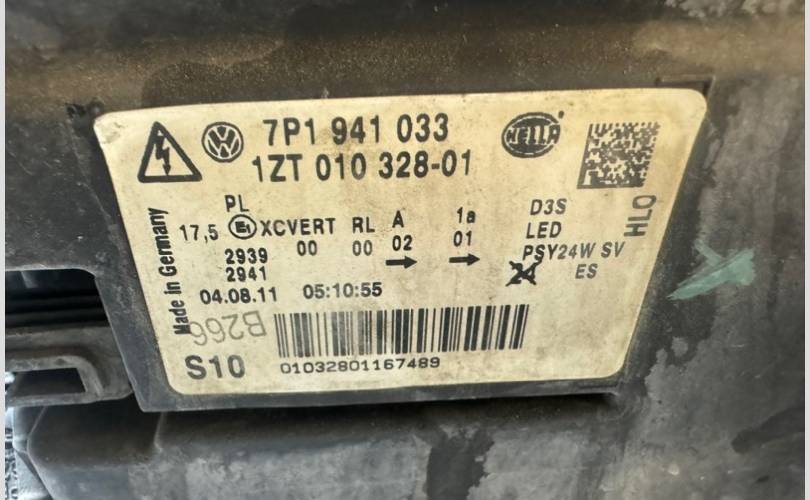 7P1 941 033
1ZT 010 328-01
HELLA
PL
17,5 E1 XCVERT RL A 1a
00 00 02 01
2939
2941
D3S
LED
PSY24W SV
24 ES
HLO
Made in Germany
04.08.11 05:10:55
B266
S10
01032801167489